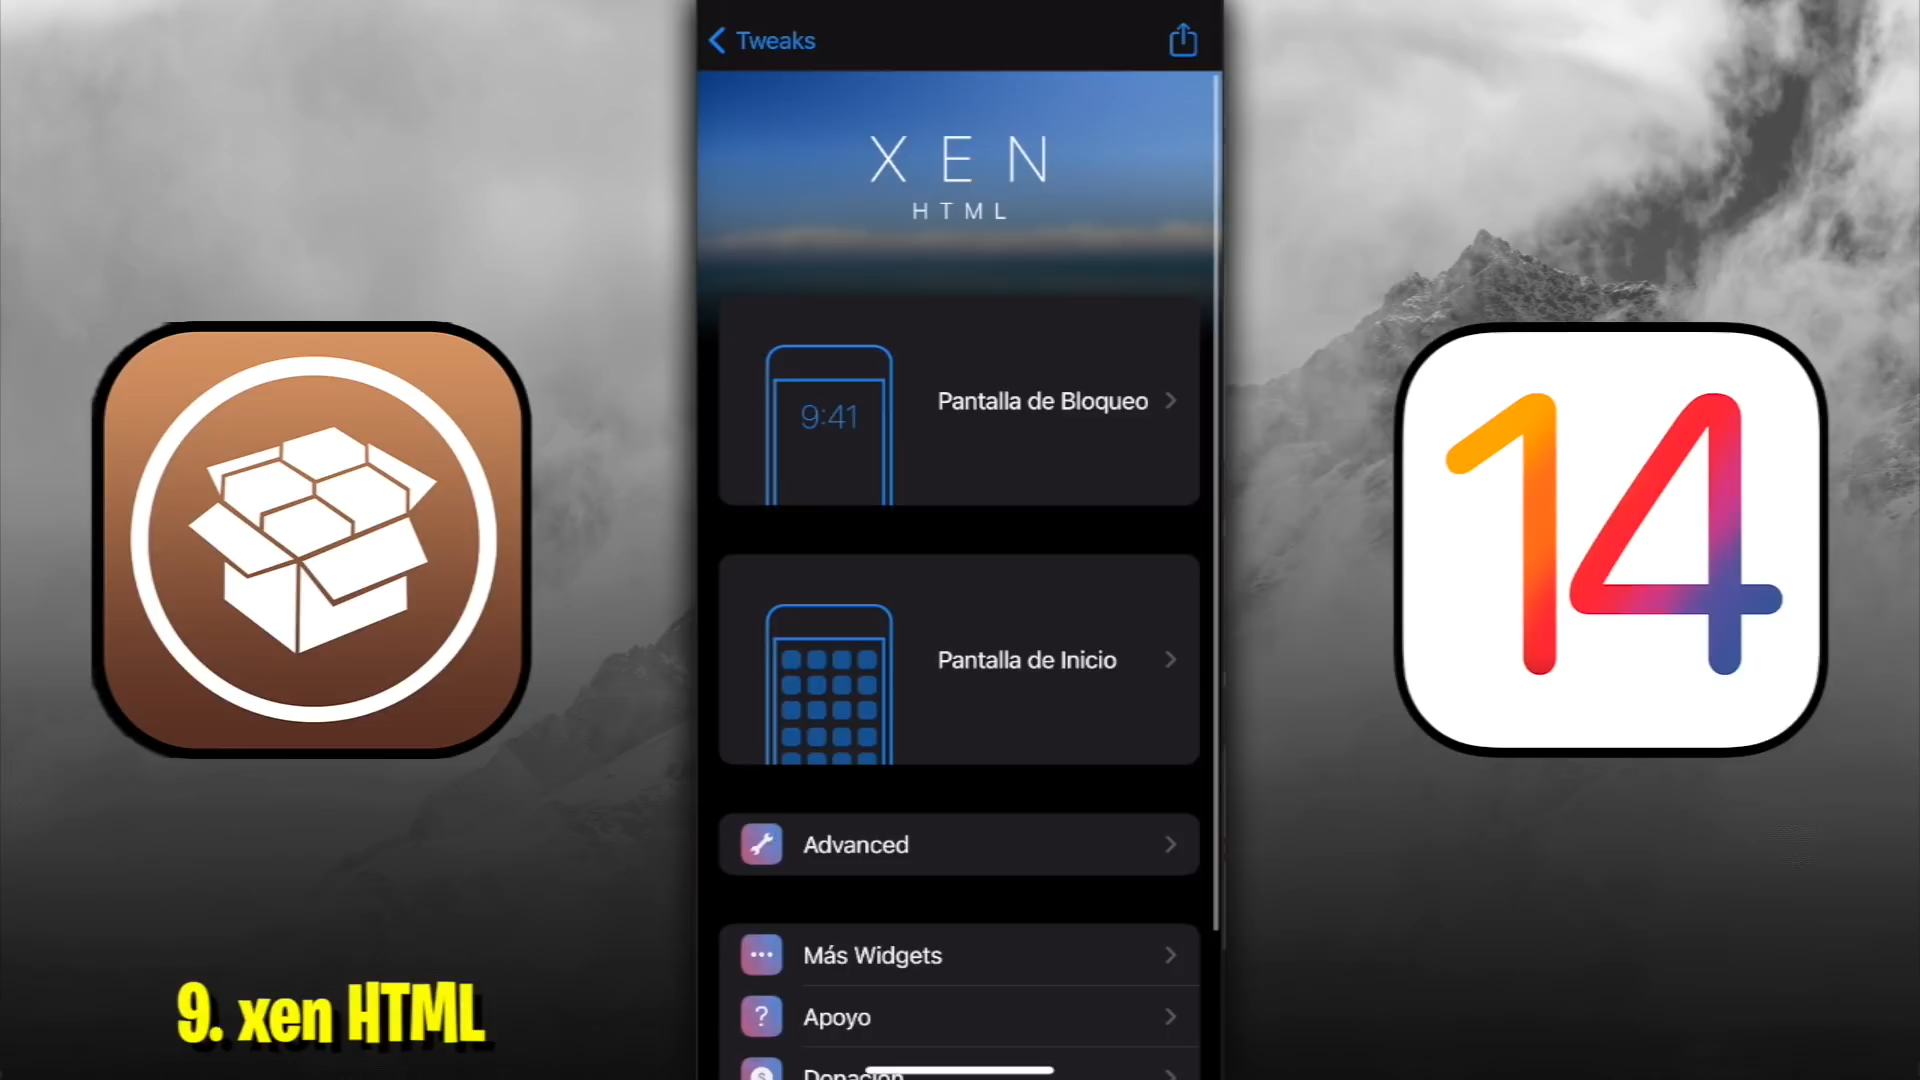 Tweaks
XEN
HTML
9:41
Pantalla de Bloqueo
Pantalla de Inicio
Advanced
Más Widgets
? Apoyo
$ Donación
14
9. xen HTML